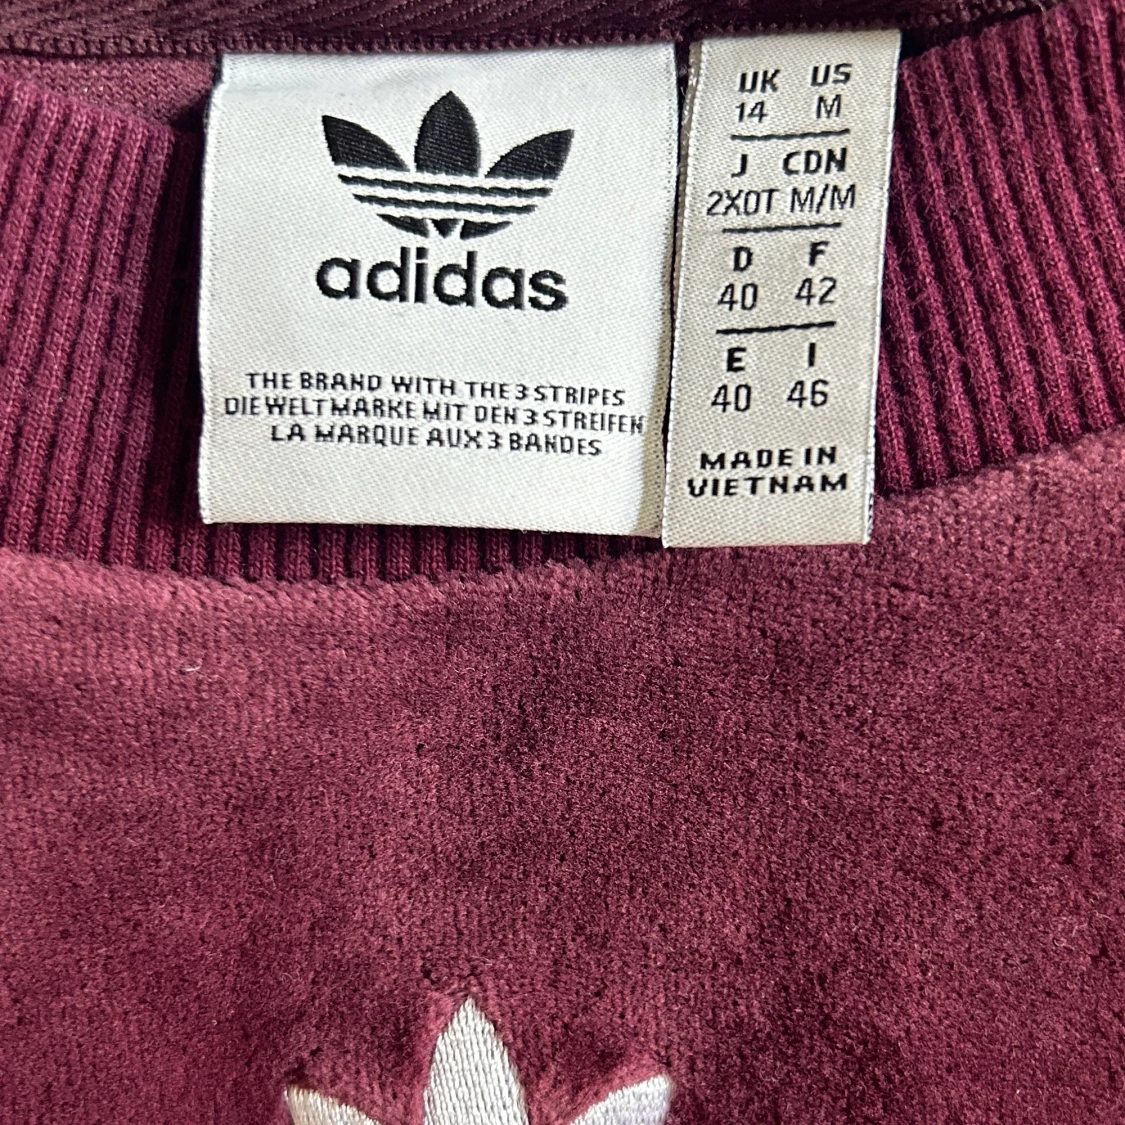 adidas
THE BRAND WITH THE 3 STRIPES
DIE WELTMARKE MIT DEN 3 STREIFEN
LA MARQUE AUX 3 BANDES
UK US
14 M
J CDN
2XOT M/M
D F
40 42
E I
40 46
MADE IN
VIETNAM